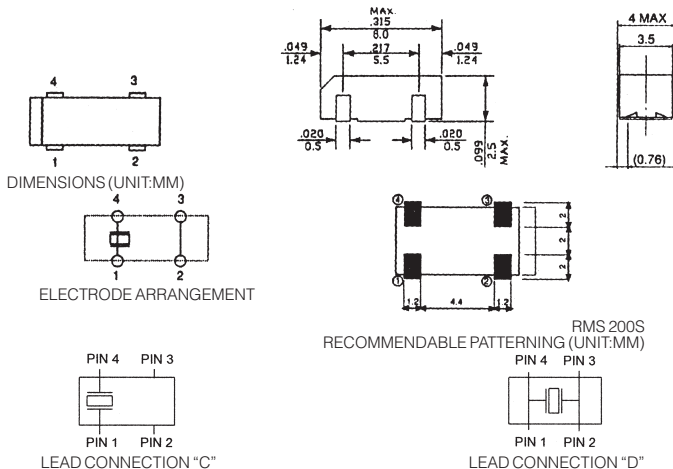 MAX.
.315
8.0
.049
1.24
.217
5.5
.049
1.24
4 MAX
3.5
4 3
1 2
DIMENSIONS (UNIT:MM)
.020
0.5
.020
0.5
.099
2.5
MAX.
(0.76)
4 3
1 2
ELECTRODE ARRANGEMENT
④ ③
① ②
2
2
2
1.2 4.4 1.2
RMS 200S
RECOMMENDABLE PATTERNING (UNIT:MM)
PIN 4 PIN 3
PIN 1 PIN 2
LEAD CONNECTION “C”
PIN 4 PIN 3
PIN 1 PIN 2
LEAD CONNECTION “D”